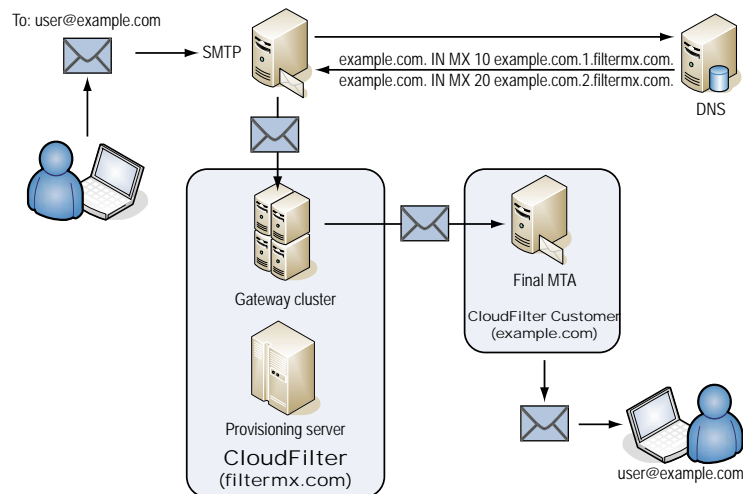 To: user@example.com
SMTP
example.com. IN MX 10 example.com.1.filtermx.com.
example.com. IN MX 20 example.com.2.filtermx.com.
DNS
Gateway cluster
Final MTA
CloudFilter Customer
(example.com)
Provisioning server
CloudFilter
(filtermx.com)
user@example.com